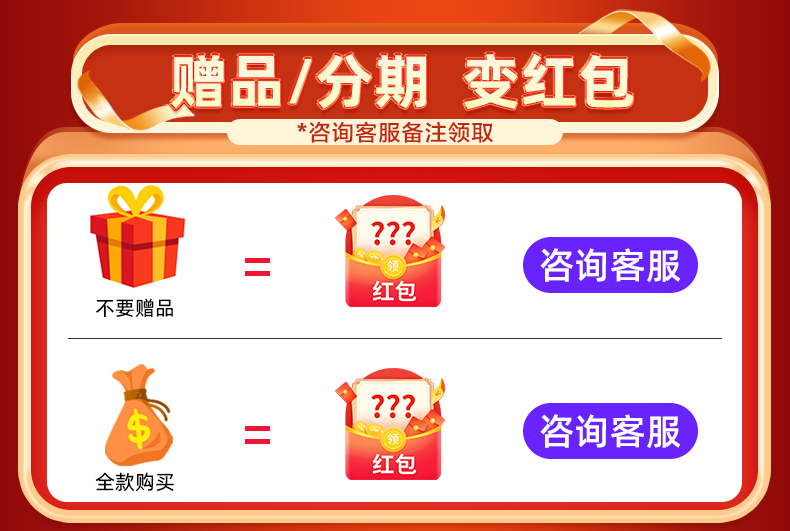 赠品/分期 变红包
*咨询客服备注领取
???
领
红包
咨询客服
不要赠品
=
$
???
领
红包
咨询客服
全款购买
=